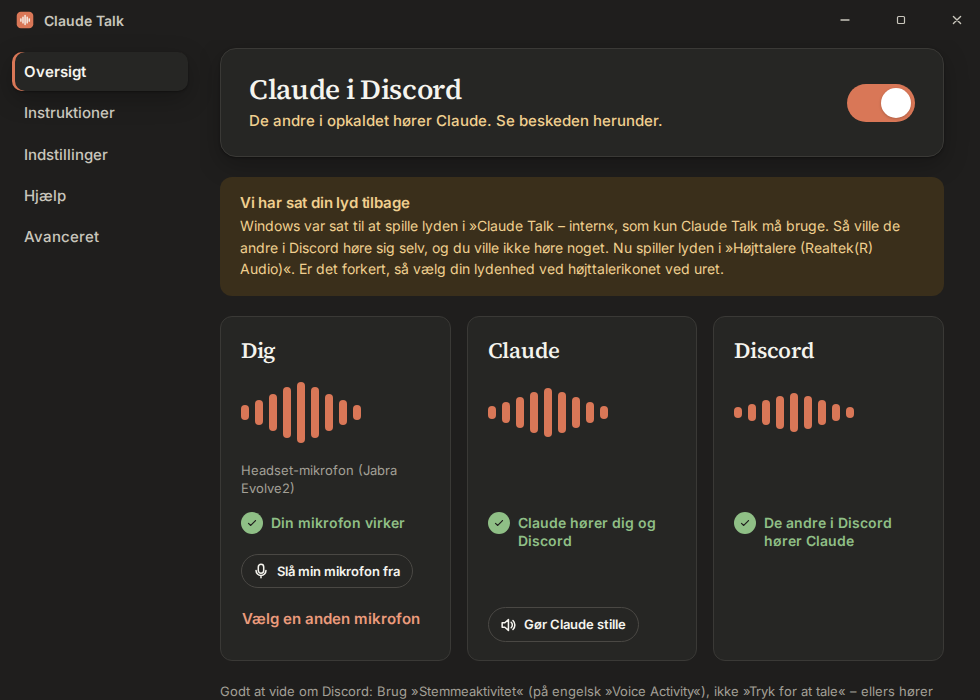 Claude Talk
Oversigt
Instruktioner
Indstillinger
Hjælp
Avanceret
Claude i Discord
De andre i opkaldet hører Claude. Se beskeden herunder.
Vi har sat din lyd tilbage
Windows var sat til at spille lyden i »Claude Talk – intern«, som kun Claude Talk må bruge. Så ville de
andre i Discord høre sig selv, og du ville ikke høre noget. Nu spiller lyden i »Højttalere (Realtek(R)
Audio)«. Er det forkert, så vælg din lydenhed ved højttalerikonet ved uret.
Dig
Headset-mikrofon (Jabra
Evolve2)
Din mikrofon virker
Slå min mikrofon fra
Vælg en anden mikrofon
Claude
Claude hører dig og
Discord
Gør Claude stille
Discord
De andre i Discord
hører Claude
Godt at vide om Discord: Brug »Stemmeaktivitet« (på engelsk »Voice Activity«), ikke »Tryk for at tale« – ellers hører